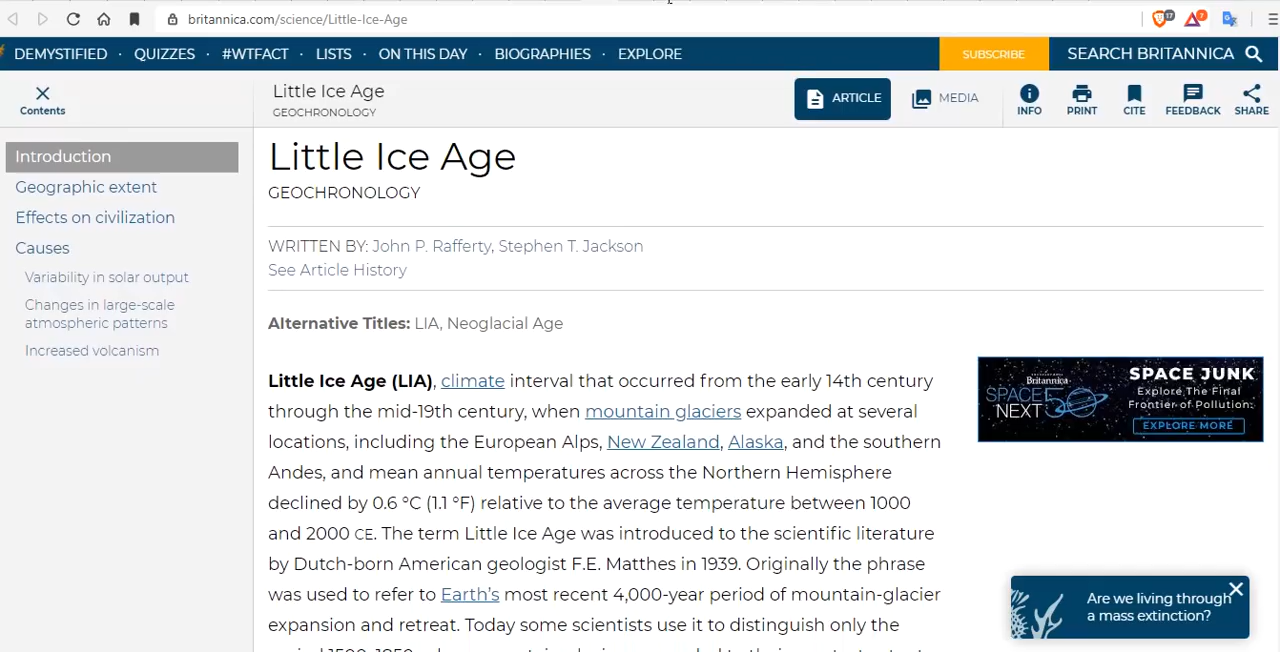 britannica.com/science/Little-Ice-Age
17
7
DEMYSTIFIED · QUIZZES · #WTFACT · LISTS · ON THIS DAY · BIOGRAPHIES · EXPLORE
SUBSCRIBE
SEARCH BRITANNICA
Contents
Little Ice Age
GEOCHRONOLOGY
ARTICLE
MEDIA
INFO
PRINT
CITE
FEEDBACK
SHARE
Introduction
Geographic extent
Effects on civilization
Causes
Variability in solar output
Changes in large-scale
atmospheric patterns
Increased volcanism
Little Ice Age
GEOCHRONOLOGY
WRITTEN BY: John P. Rafferty, Stephen T. Jackson
See Article History
Alternative Titles: LIA, Neoglacial Age
Little Ice Age (LIA), climate interval that occurred from the early 14th century
through the mid-19th century, when mountain glaciers expanded at several
locations, including the European Alps, New Zealand, Alaska, and the southern
Andes, and mean annual temperatures across the Northern Hemisphere
declined by 0.6 °C (1.1 °F) relative to the average temperature between 1000
and 2000 CE. The term Little Ice Age was introduced to the scientific literature
by Dutch-born American geologist F.E. Matthes in 1939. Originally the phrase
was used to refer to Earth's most recent 4,000-year period of mountain-glacier
expansion and retreat. Today some scientists use it to distinguish only the
Britannica
SPACE
NEXT50
SPACE JUNK
Explore The Final
Frontier of Pollution:
EXPLORE MORE
Are we living through
a mass extinction?